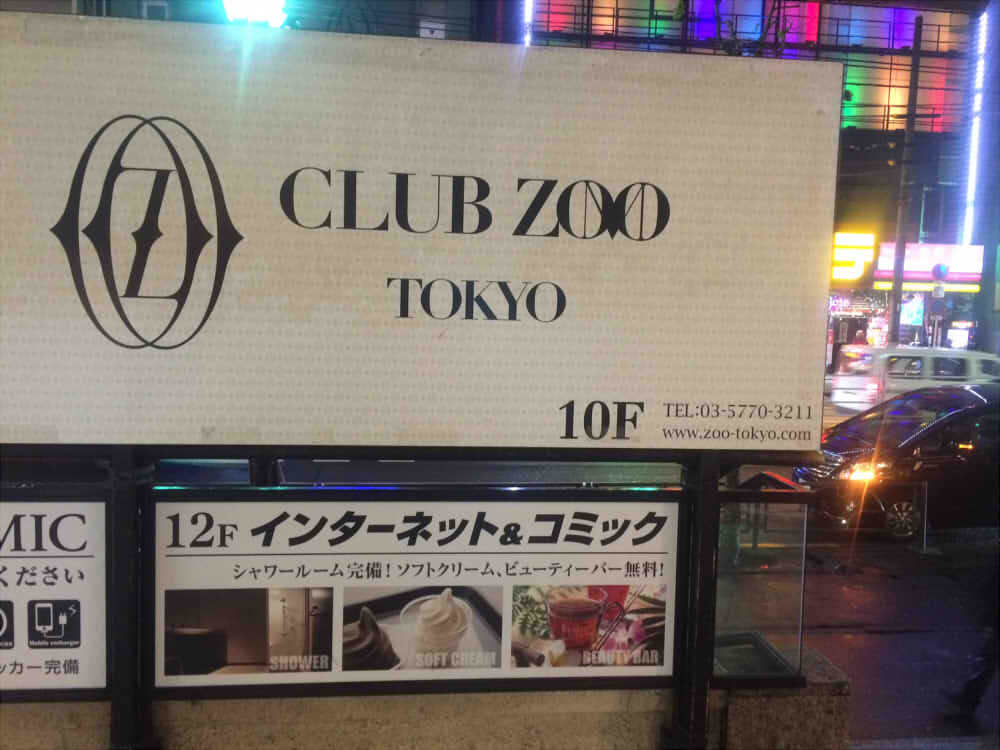 CLUB ZOO
TOKYO
10F
TEL:03-5770-3211
www.zoo-tokyo.com
MIC
ください
Mobile recharger
ッカー完備
12F インターネット&コミック
シャワールーム完備!ソフトクリーム、ビューティーバー無料!
SHOWER
SOFT CREAM
BEAUTY BAR